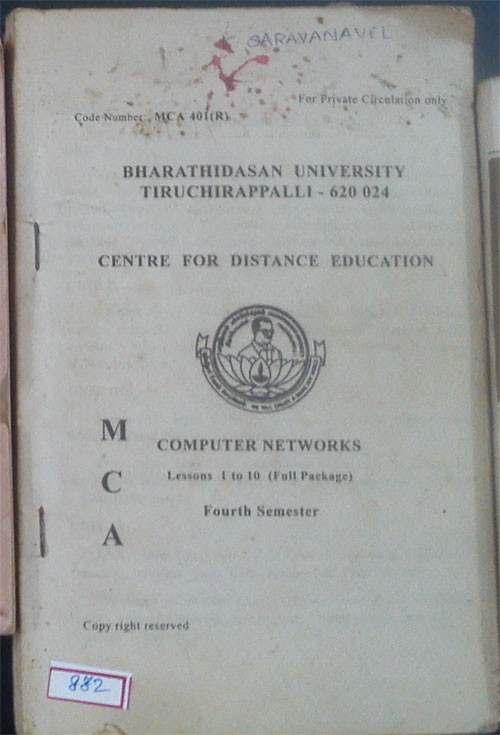 K SARAVANAVEL
For Private Circulation only
Code Number MCA 401(R)
BHARATHIDASAN UNIVERSITY
TIRUCHIRAPPALLI - 620 024
CENTRE FOR DISTANCE EDUCATION
M
C
A
COMPUTER NETWORKS
Lessons 1 to 10 (Full Package)
Fourth Semester
Copy right reserved
882